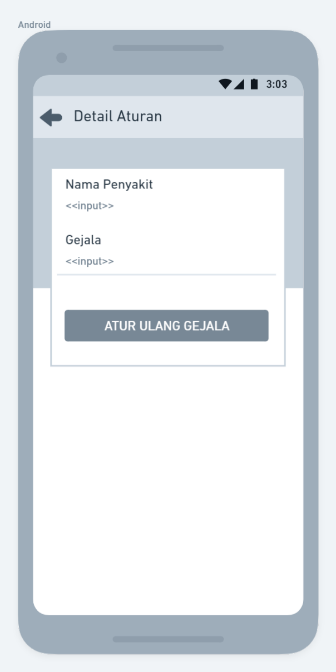 Android
3:03
Detail Aturan
Nama Penyakit
<<input>>
Gejala
<<input>>
ATUR ULANG GEJALA